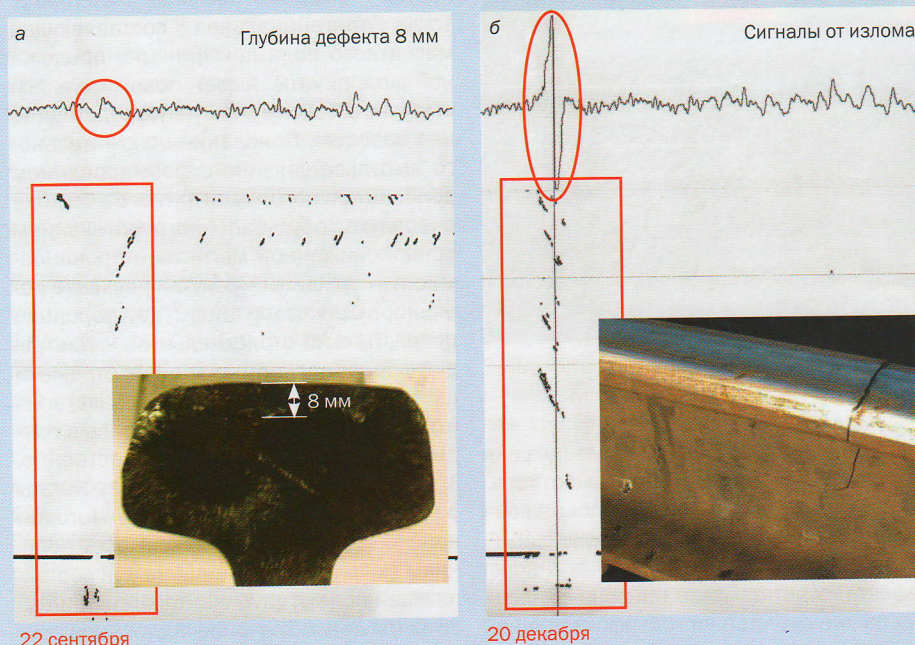 а
Глубина дефекта 8 мм
б
Сигналы от излома
8 мм
22 сентября
20 декабря